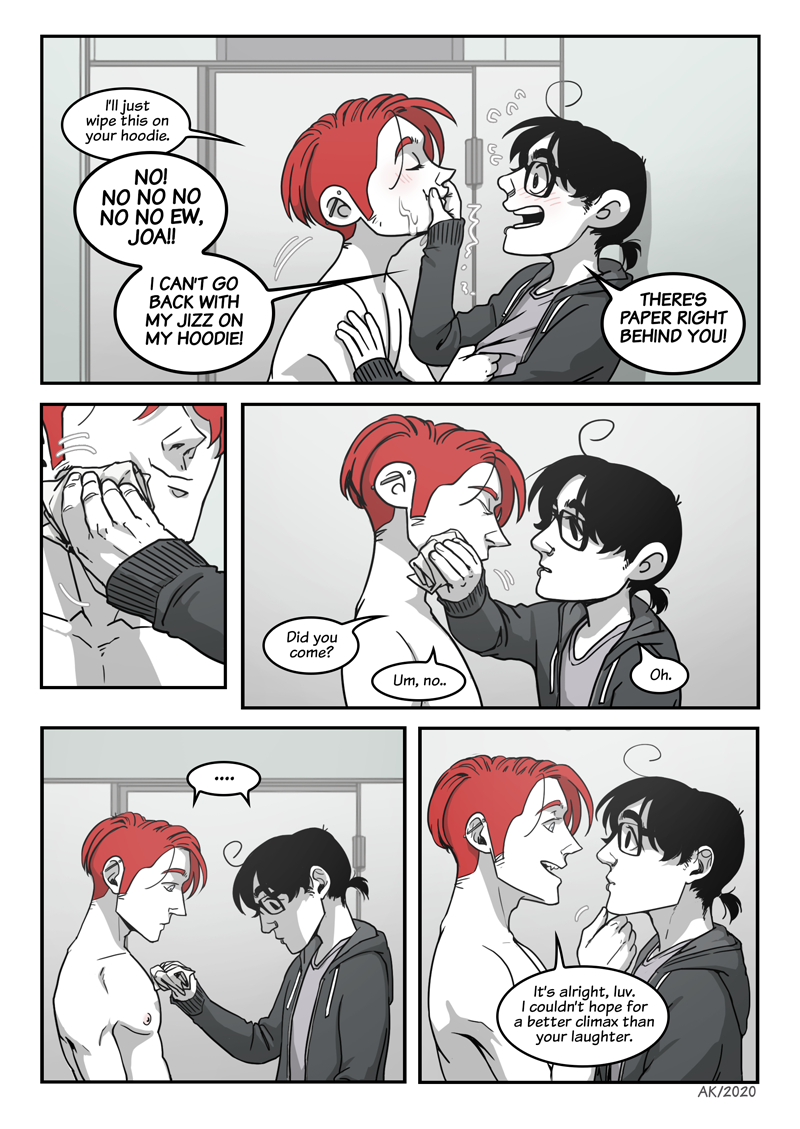 I'll just
wipe this on
your hoodie.
NO!
NO NO NO
NO NO EW,
JOA!!
I CAN'T GO
BACK WITH
MY JIZZ ON
MY HOODIE!
THERE'S
PAPER RIGHT
BEHIND YOU!
Did you
come?
Um, no..
Oh.
....
It's alright, luv.
I couldn't hope for
a better climax than
your laughter.
AK/2020